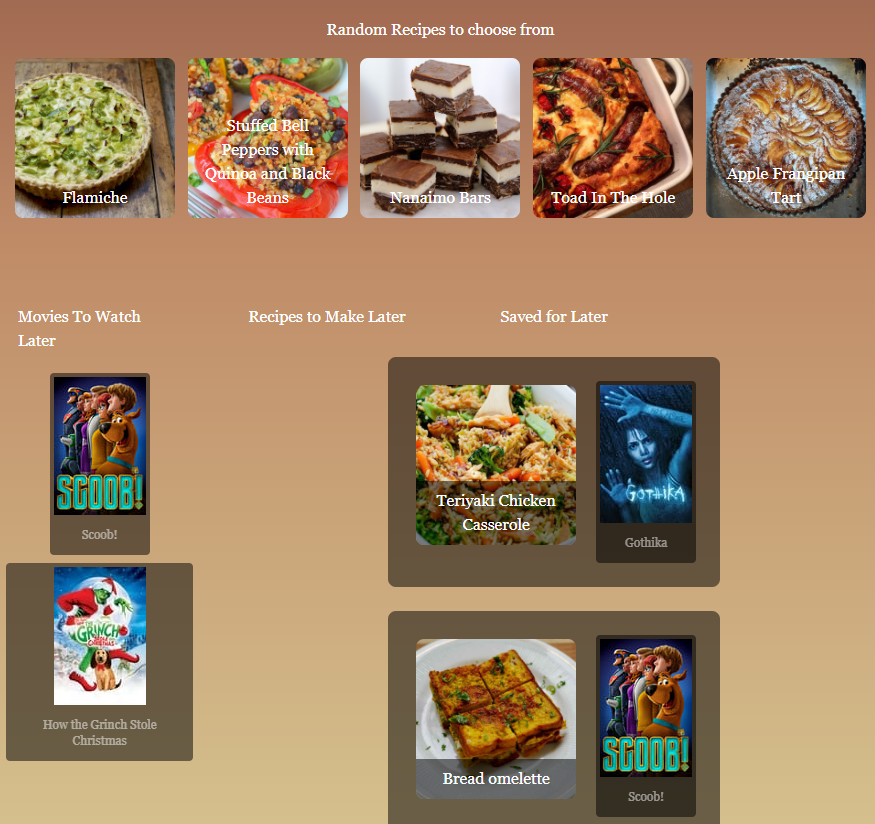 Random Recipes to choose from
Flamiche
Stuffed Bell
Peppers with
Quinoa and Black
Beans
Nanaimo Bars
Toad In The Hole
Apple Frangipan
Tart
Movies To Watch
Later
Recipes to Make Later
Saved for Later
SCOOB!
Scoob!
GRINCH
How the Grinch Stole
Christmas
Teriyaki Chicken
Casserole
GOTHIKA
Gothika
Bread omelette
SCOOB!
Scoob!